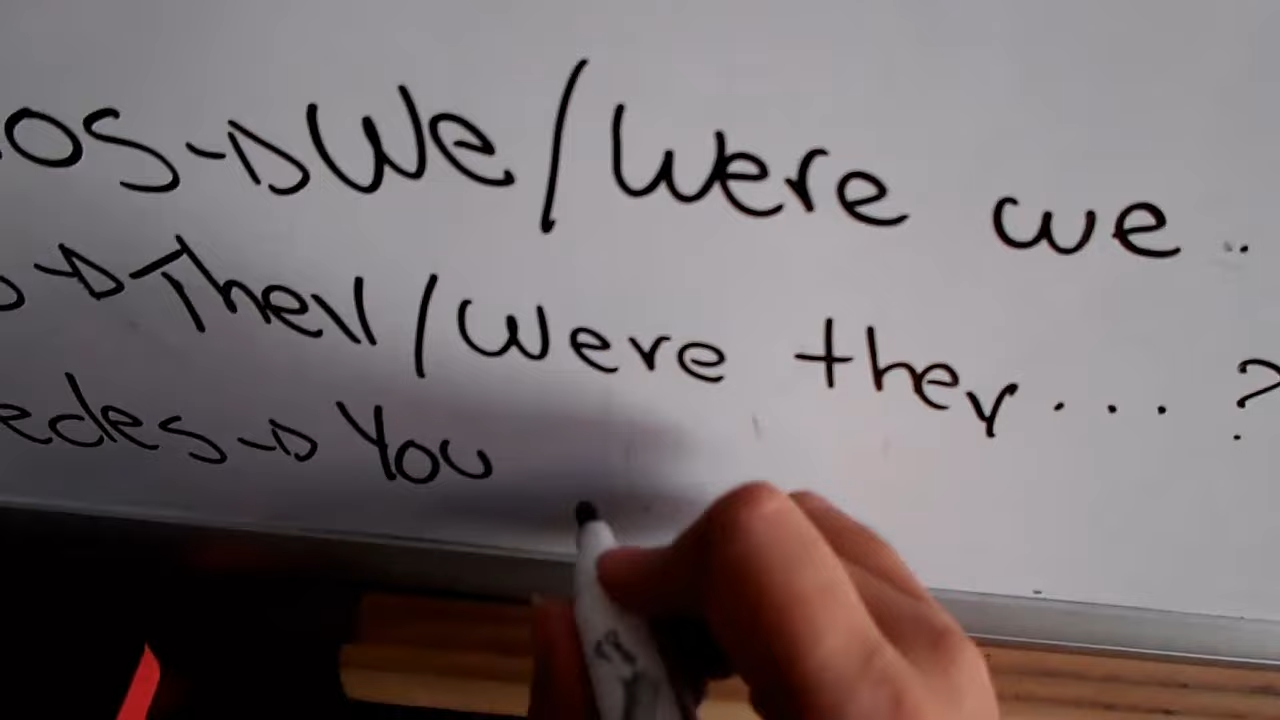 os → We / Were we ..
→ They / Were they ... ?
edes → You